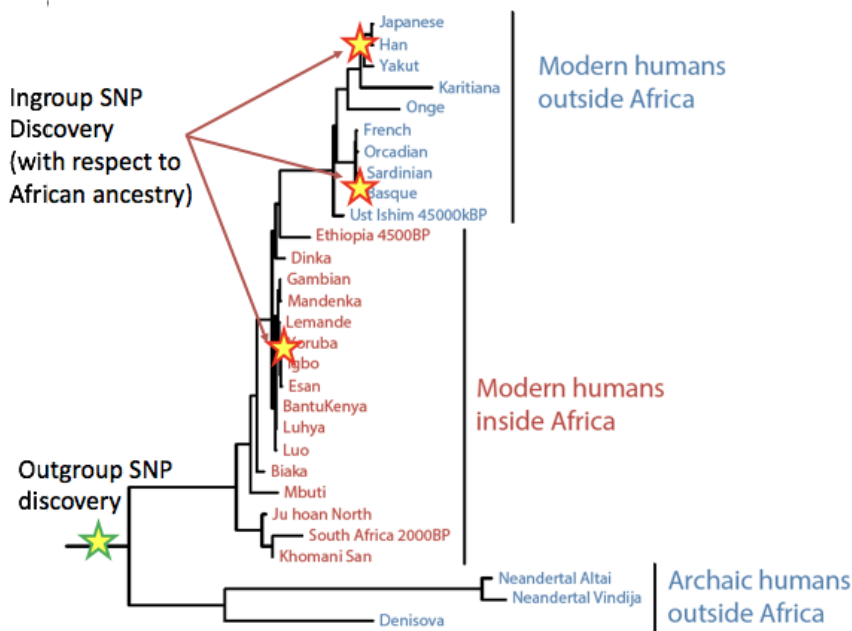 Japanese
Han
Yakut
Karitiana
Onge
French
Orcadian
Sardinian
Basque
Ust Ishim 45000kBP
Modern humans
outside Africa
Ingroup SNP
Discovery
(with respect to
African ancestry)
Ethiopia 4500BP
Dinka
Gambian
Mandenka
Lemande
Yoruba
Igbo
Esan
BantuKenya
Luhya
Luo
Biaka
Mbuti
Ju hoan North
South Africa 2000BP
Khomani San
Modern humans
inside Africa
Outgroup SNP
discovery
Neandertal Altai
Neandertal Vindija
Denisova
Archaic humans
outside Africa